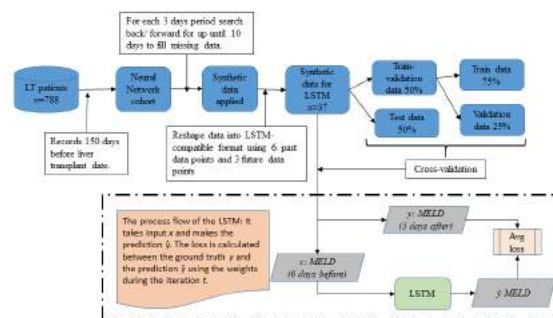 For each 3 days period search
back/ forward for up until 10
days to fill missing data.
LT patients
n=788
Neural
Network
cohort
Synthetic
data
applied
Synthetic
data for
LSTM
n=37
Train-
validation
data 50%
Train data
75%
Test data
50%
Validation
data 25%
Records 150 days
before liver
transplant date.
Reshape data into LSTM-
compatible format using 6 past
data points and 3 future data
points
Cross-validation
The process flow of the LSTM: It
takes input x and makes the
prediction ŷ. The loss is calculated
between the ground truth y and
the prediction ŷ using the weights
during the iteration t.
y: MELD
(3 days after)
Avg
loss
x: MELD
(6 days before)
LSTM
ŷ MELD